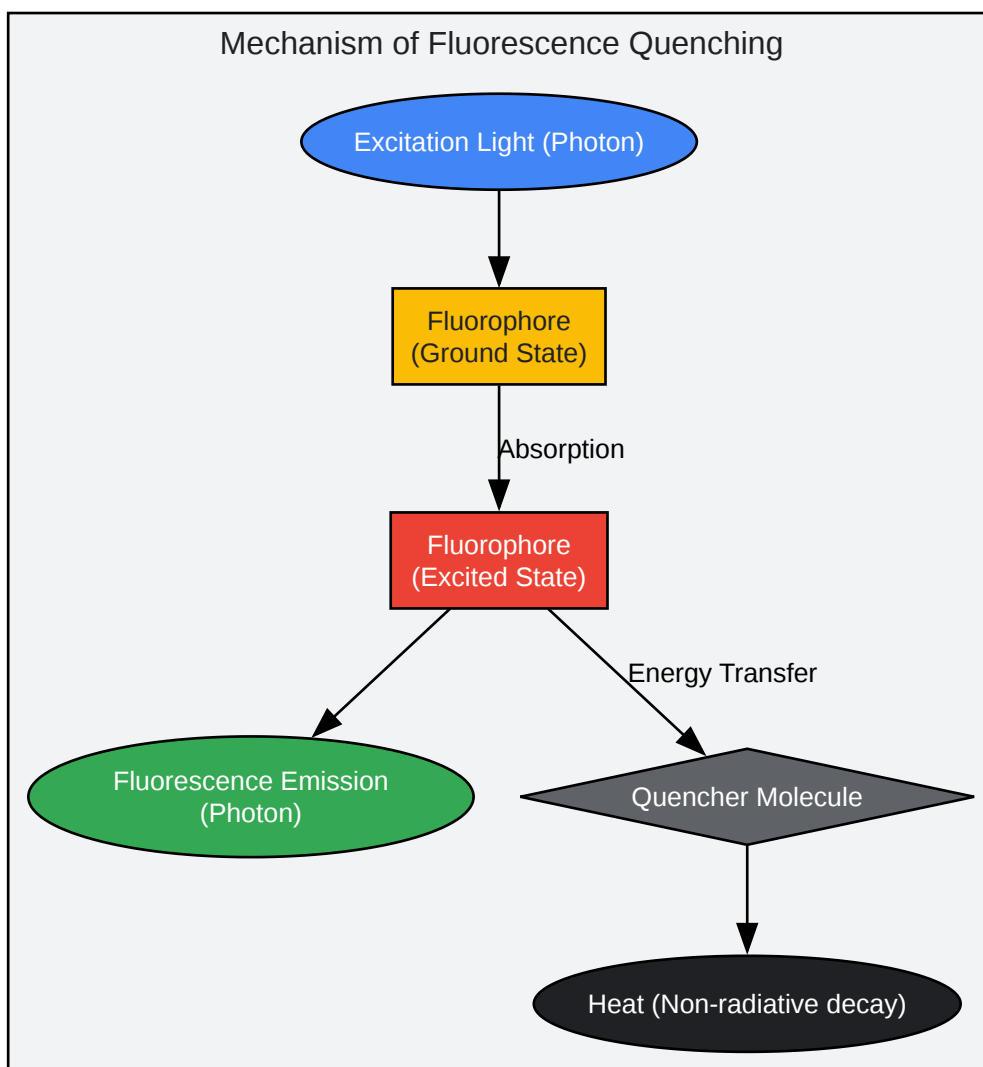 Mechanism of Fluorescence Quenching
Excitation Light (Photon)
Fluorophore
(Ground State)
Absorption
Fluorophore
(Excited State)
Energy Transfer
Fluorescence Emission
(Photon)
Quencher Molecule
Heat (Non-radiative decay)